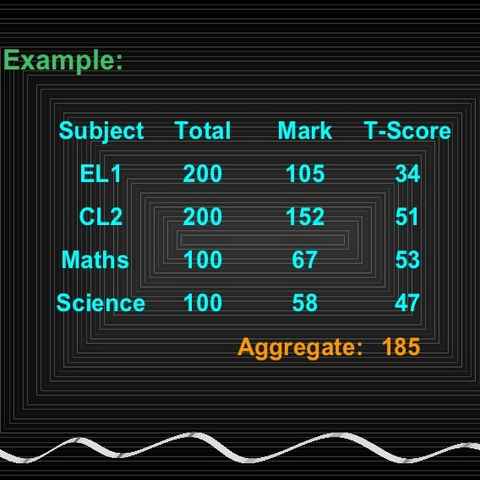 Example:
Subject Total Mark T-Score
EL1 200 105 34
CL2 200 152 51
Maths 100 67 53
Science 100 58 47
Aggregate: 185